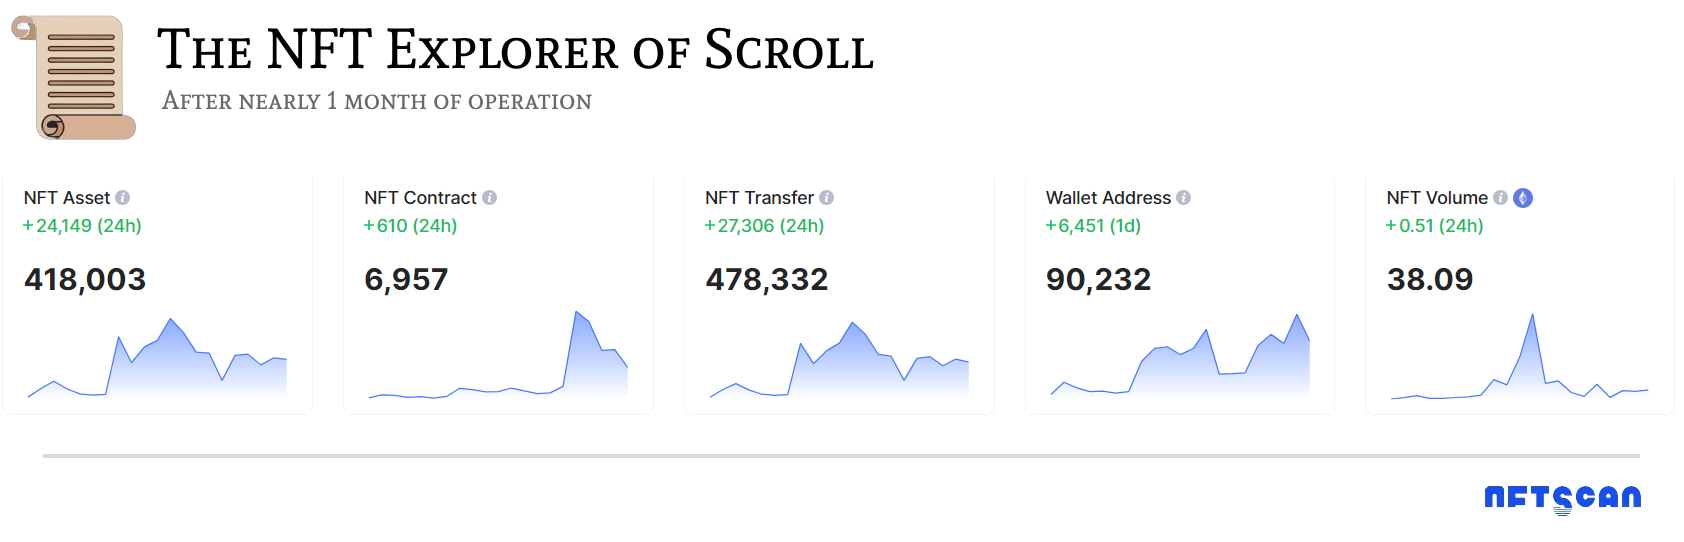 The NFT Explorer of Scroll
After nearly 1 month of operation
NFT Asset
+24,149 (24h)
418,003
NFT Contract
+610 (24h)
6,957
NFT Transfer
+27,306 (24h)
478,332
Wallet Address
+6,451 (1d)
90,232
NFT Volume
+0.51 (24h)
38.09
NFTSCAN